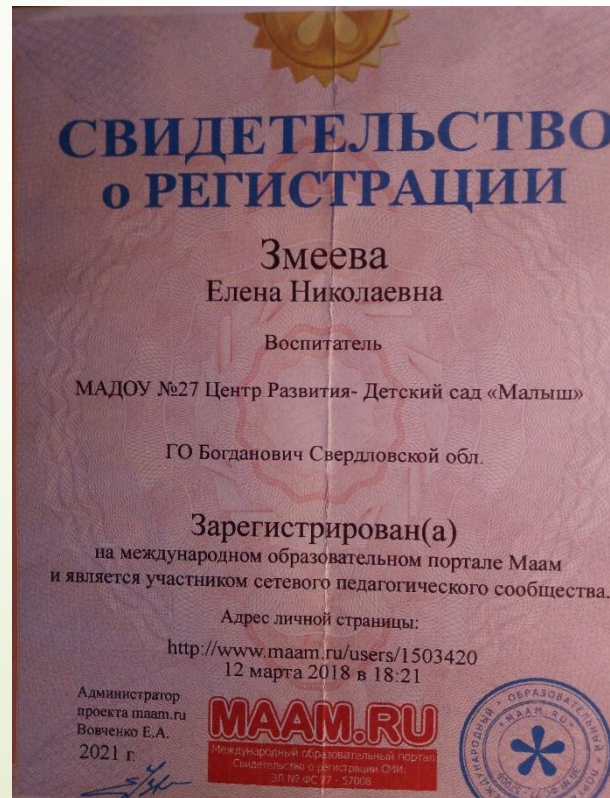 СВИДЕТЕЛЬСТВО
о РЕГИСТРАЦИИ
Змеева
Елена Николаевна
Воспитатель
МАДОУ №27 Центр Развития- Детский сад «Малыш»
ГО Богданович Свердловской обл.
Зарегистрирован(а)
на международном образовательном портале Маам
и является участником сетевого педагогического сообщества.
Адрес личной страницы:
http://www.maam.ru/users/1503420
12 марта 2018 в 18:21
Администратор
проекта maam.ru
Вовченко Е.А.
2021 г.
MAAM.RU
Международный образовательный портал
Свидетельство о регистрации СМИ:
ЭЛ № ФС 77 - 57008
ОБРАЗОВАТЕЛЬНЫЙ
MAAM.RU